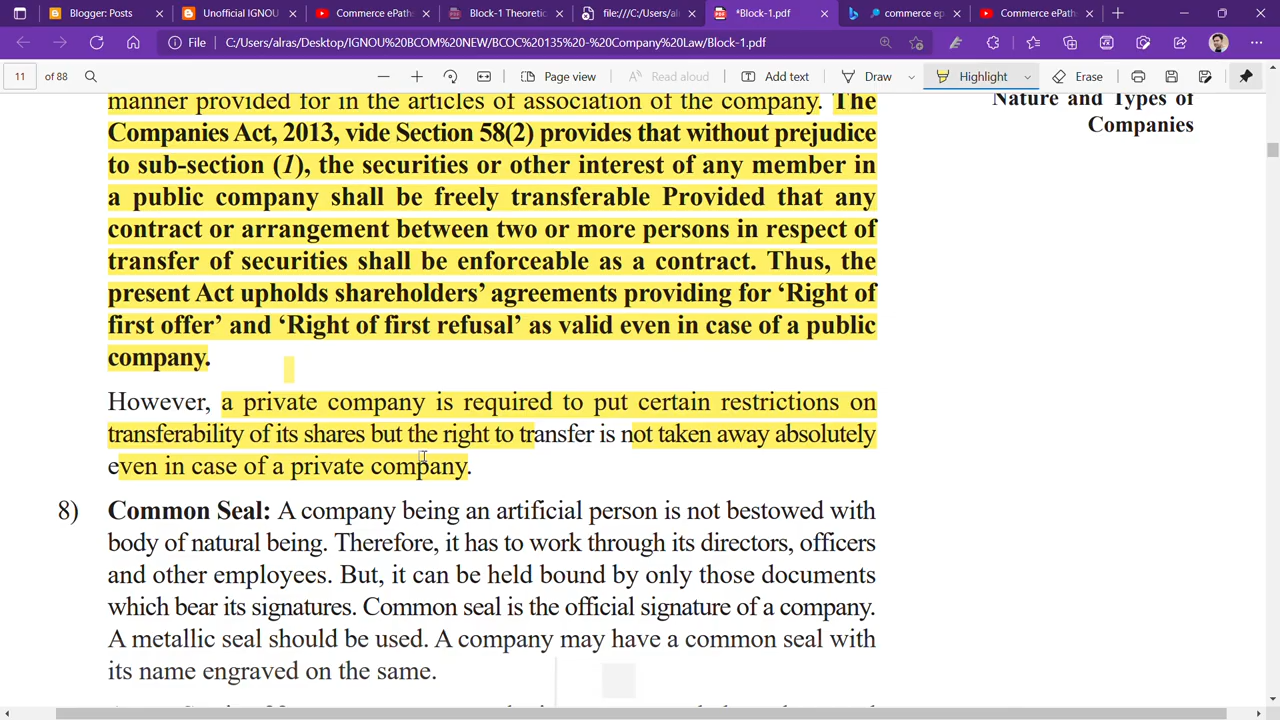 Blogger: Posts
Unofficial IGNOU
Commerce ePath
Block-1 Theoretic
file:///C:/Users/al
*Block-1.pdf
commerce ep
Commerce ePath
File
C:/Users/alras/Desktop/IGNOU%20BCOM%20NEW/BCOC%20135%20-%20Company%20Law/Block-1.pdf
11 of 88
Page view
Read aloud
Add text
Draw
Highlight
Erase
manner provided for in the articles of association of the company. The
Companies Act, 2013, vide Section 58(2) provides that without prejudice
to sub-section (1), the securities or other interest of any member in
a public company shall be freely transferable Provided that any
contract or arrangement between two or more persons in respect of
transfer of securities shall be enforceable as a contract. Thus, the
present Act upholds shareholders’ agreements providing for ‘Right of
first offer’ and ‘Right of first refusal’ as valid even in case of a public
company.
However, a private company is required to put certain restrictions on
transferability of its shares but the right to transfer is not taken away absolutely
even in case of a private company.
8) Common Seal: A company being an artificial person is not bestowed with
body of natural being. Therefore, it has to work through its directors, officers
and other employees. But, it can be held bound by only those documents
which bear its signatures. Common seal is the official signature of a company.
A metallic seal should be used. A company may have a common seal with
its name engraved on the same.
Nature and Types of
Companies